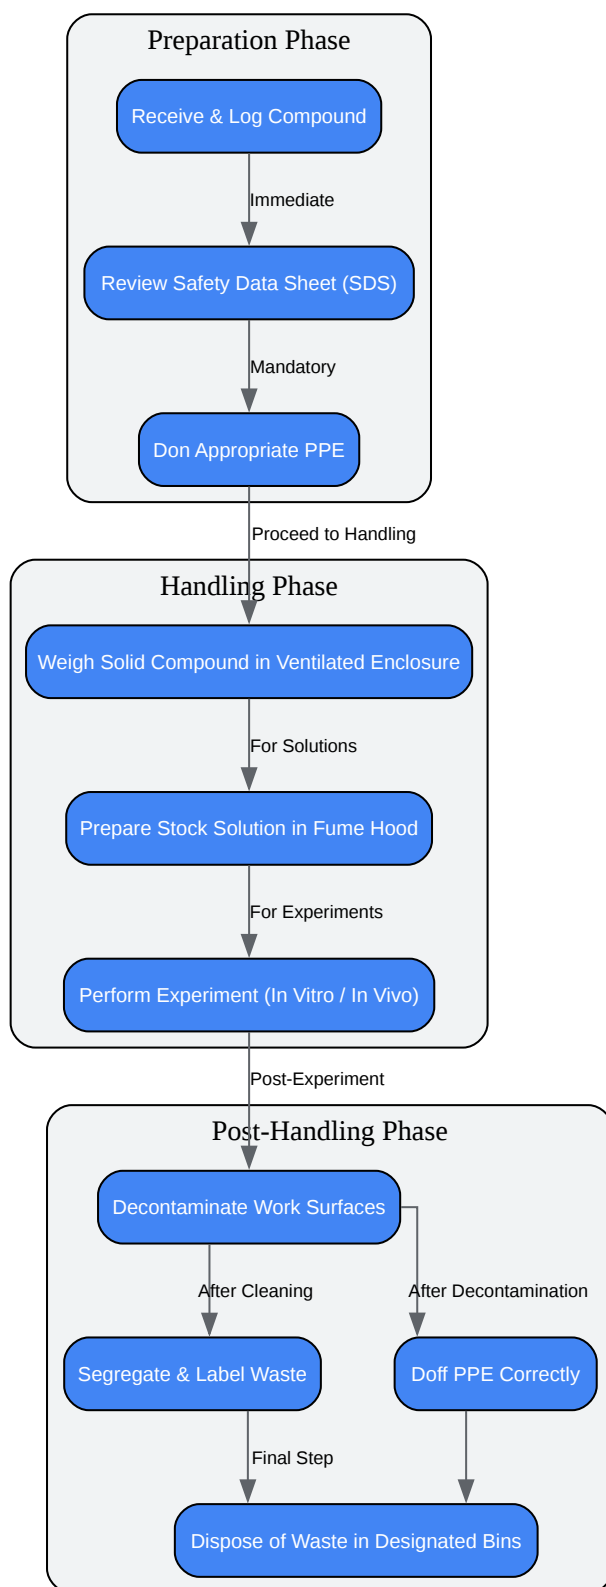 Preparation Phase
Receive & Log Compound
Immediate
Review Safety Data Sheet (SDS)
Mandatory
Don Appropriate PPE
Proceed to Handling
Handling Phase
Weigh Solid Compound in Ventilated Enclosure
For Solutions
Prepare Stock Solution in Fume Hood
For Experiments
Perform Experiment (In Vitro / In Vivo)
Post-Experiment
Post-Handling Phase
Decontaminate Work Surfaces
After Cleaning
After Decontamination
Segregate & Label Waste
Doff PPE Correctly
Final Step
Dispose of Waste in Designated Bins